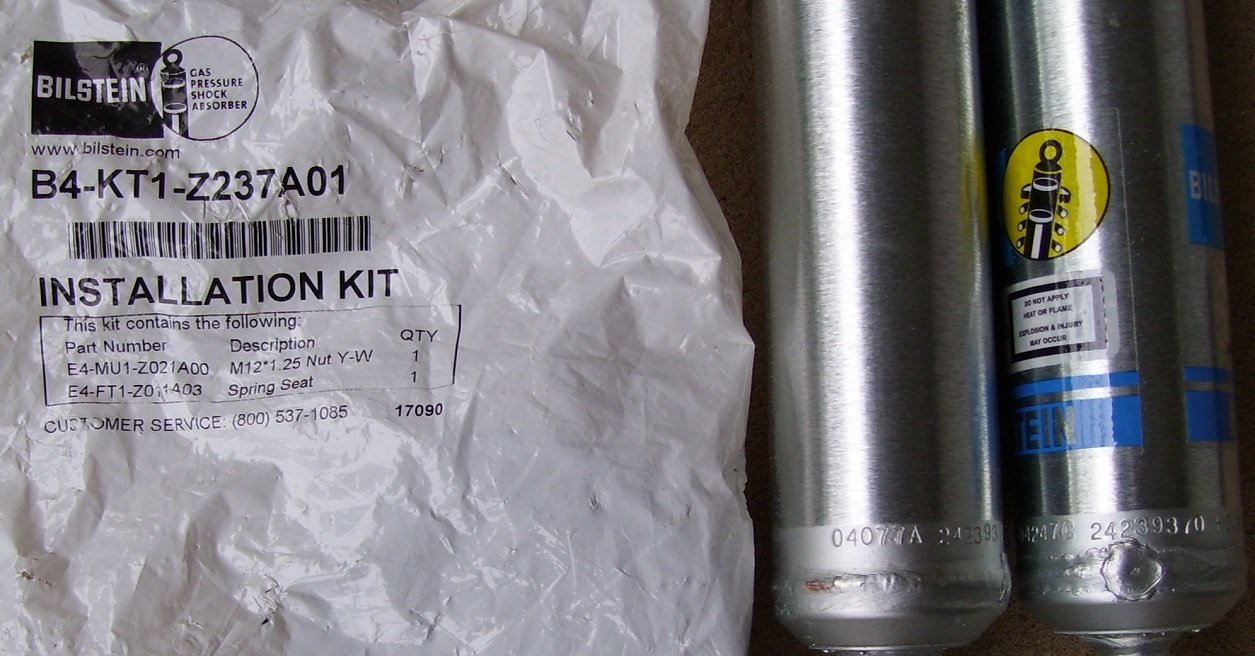 BILSTEIN®
GAS
PRESSURE
SHOCK
ABSORBER
www.bilstein.com
B4-KT1-Z237A01
INSTALLATION KIT
This kit contains the following:
Part Number Description QTY
E4-MU1-Z021A00 M12*1.25 Nut Y-W 1
E4-FT1-Z011A03 Spring Seat 1
CUSTOMER SERVICE: (800) 537-1085 17090
DO NOT APPLY
HEAT OR FLAME
EXPLOSION & INJURY
MAY OCCUR
TEIN
04077A 242393
24239370